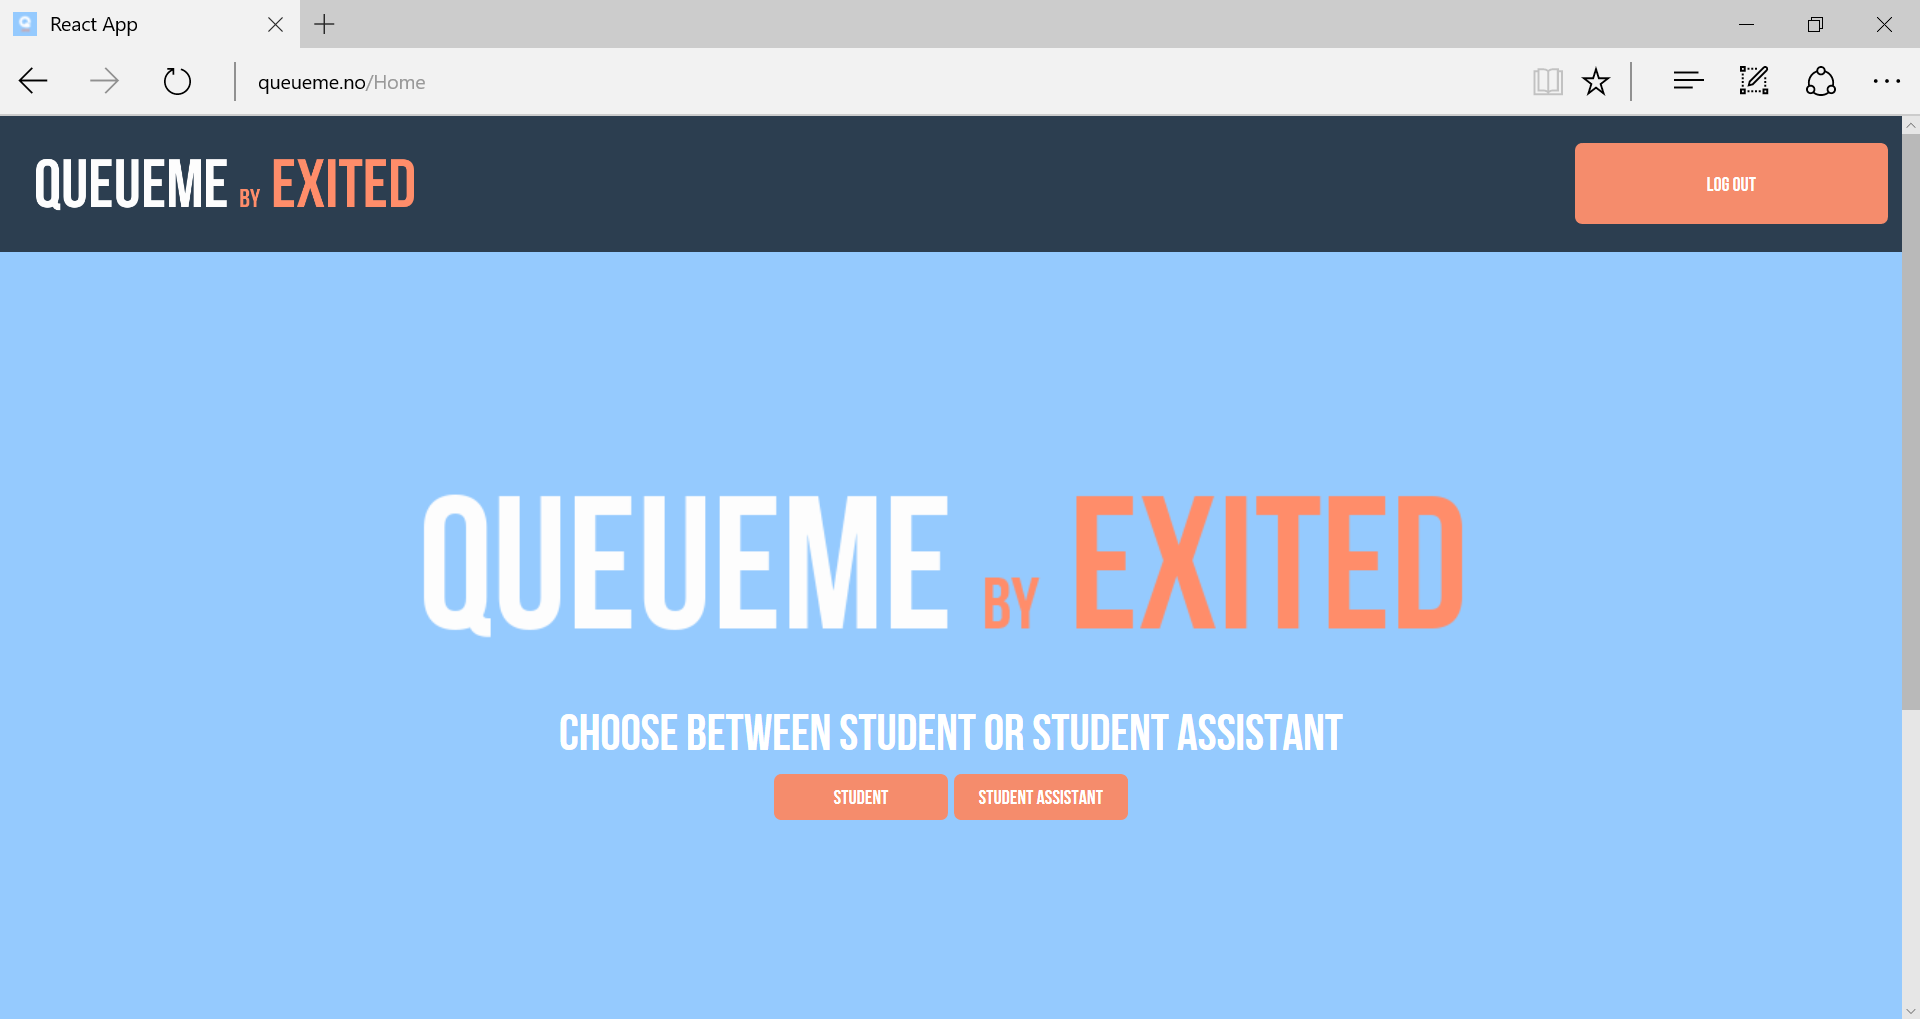 React App
queueme.no/Home
QUEUEME BY EXITED
LOG OUT
QUEUEME BY EXITED
CHOOSE BETWEEN STUDENT OR STUDENT ASSISTANT
STUDENT
STUDENT ASSISTANT